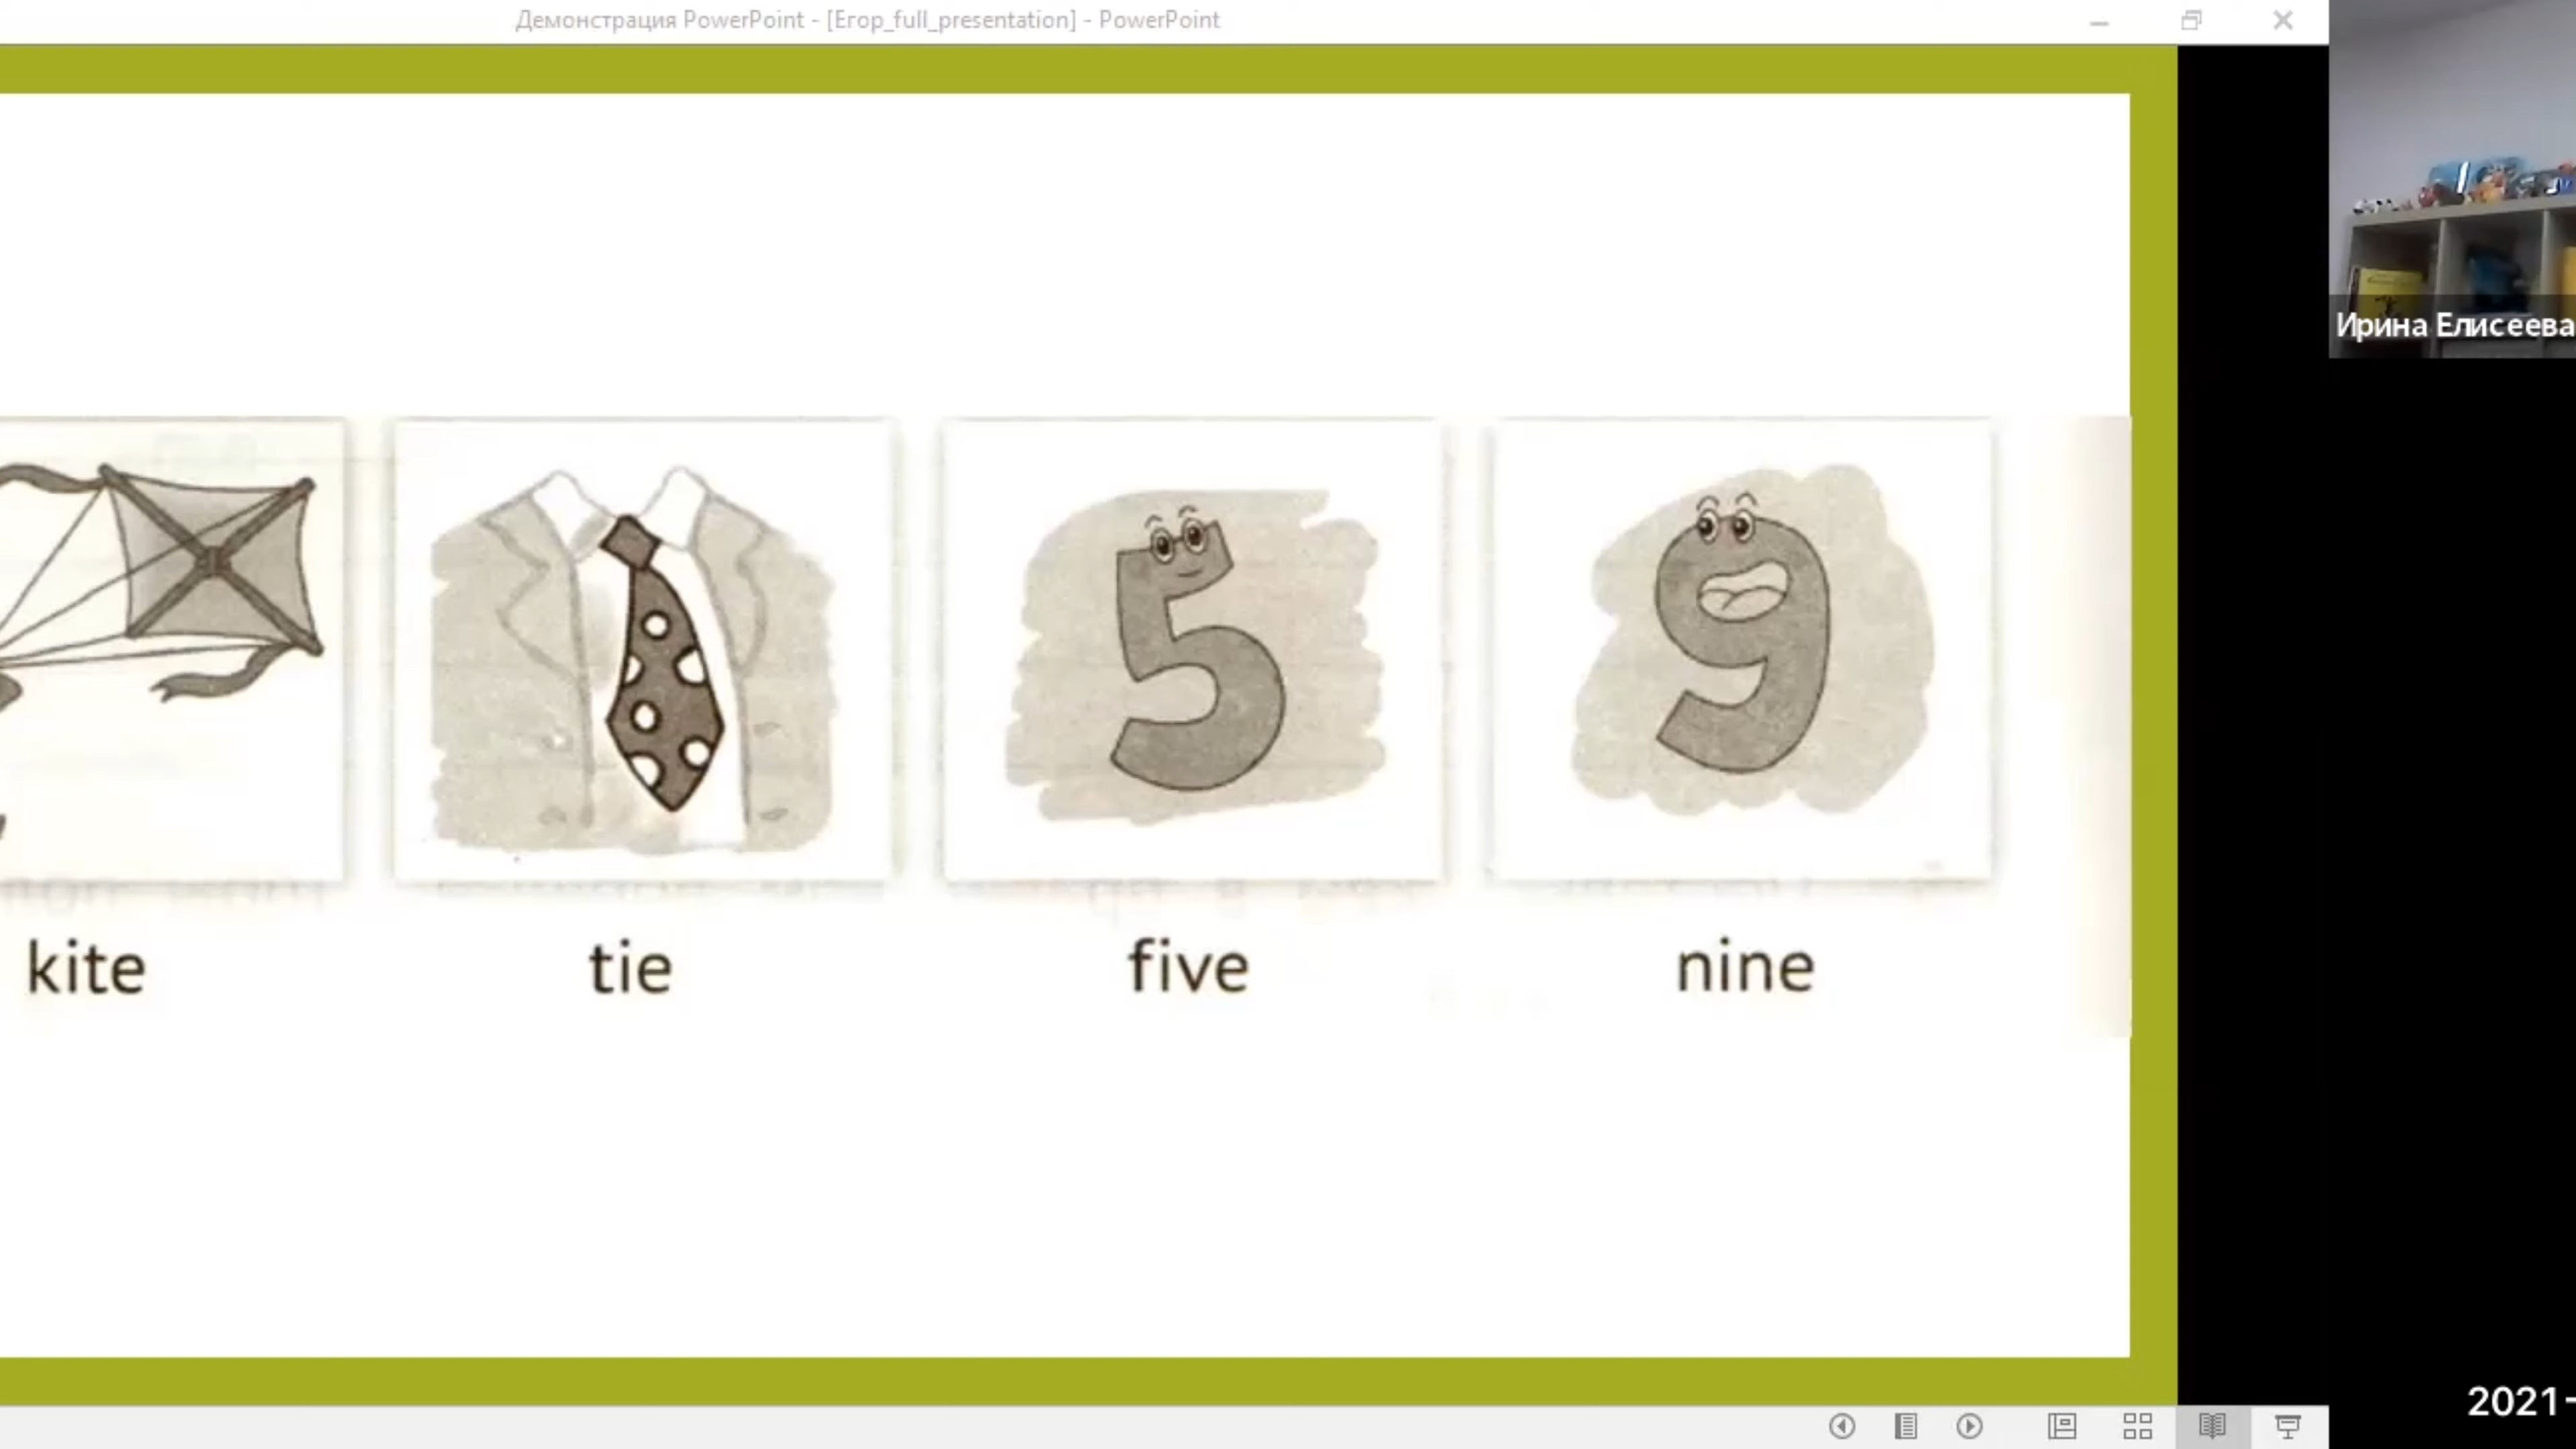 Демонстрация PowerPoint - [Егор_full_presentation] - PowerPoint
Ирина Елисеева
5
9
kite
tie
five
nine
2021-